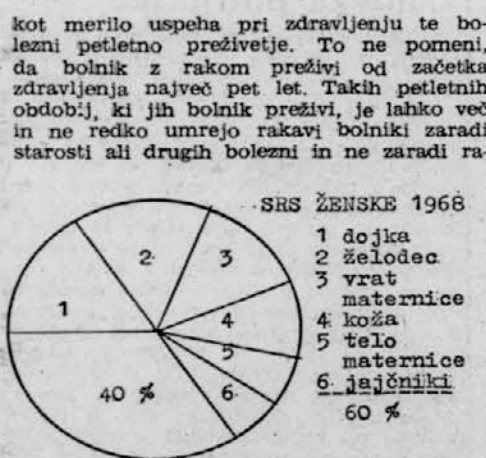 kot merilo uspeha pri zdravljenju te bo-
lezni petletno preživetje. To ne pomeni,
da bolnik z rakom preživi od začetka
zdravljenja največ pet let. Takih petletnih
obdobij, ki jih bolnik preživi, je lahko več
in ne redko umrejo rakavi bolniki zaradi
starosti ali drugih bolezni in ne zaradi ra-
SRS ŽENSKE 1968
1 dojka
2 želodec
3 vrat
maternice
4 koža
5 telo
maternice
6 jajčniki
60 %
1
2
3
4
5
6
40 %